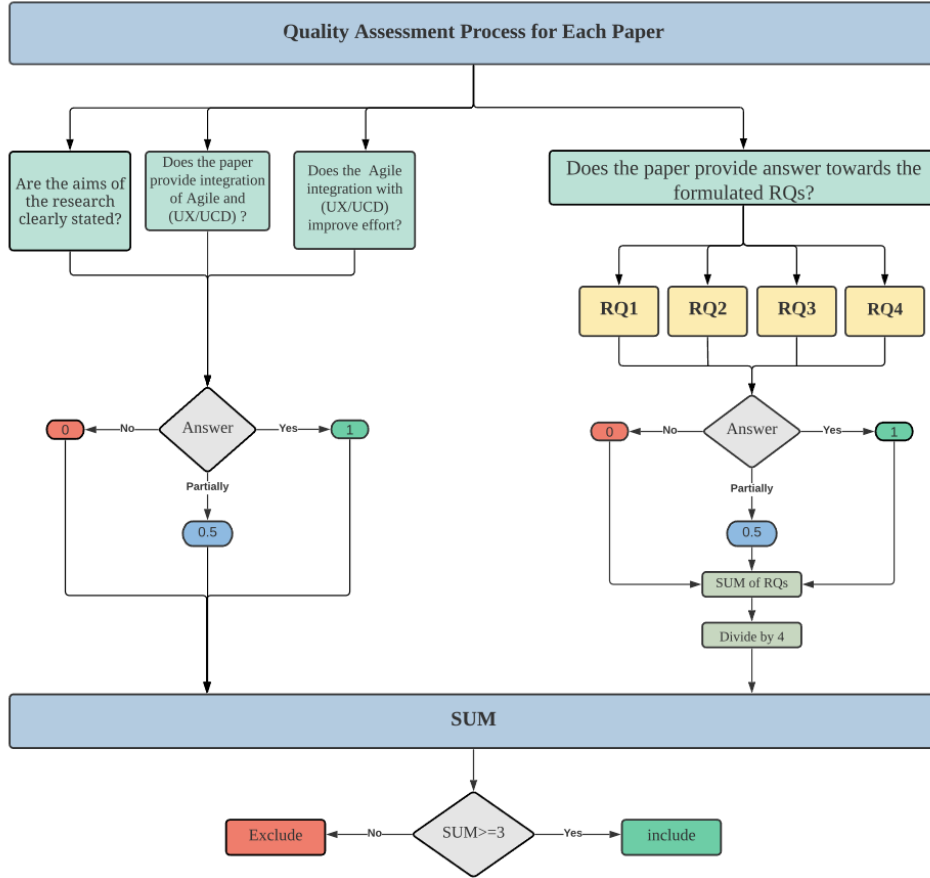 Quality Assessment Process for Each Paper
Are the aims of
the research
clearly stated?
Does the paper
provide integration
of Agile and
(UX/UCD) ?
Does the  Agile
integration with
(UX/UCD)
improve effort?
Does the paper provide answer towards the
formulated RQs?
RQ1
RQ2
RQ3
RQ4
0
No
Answer
Yes
1
Partially
0.5
0
No
Answer
Yes
1
Partially
0.5
SUM of RQs
Divide by 4
SUM
Exclude
No
SUM>=3
Yes
include